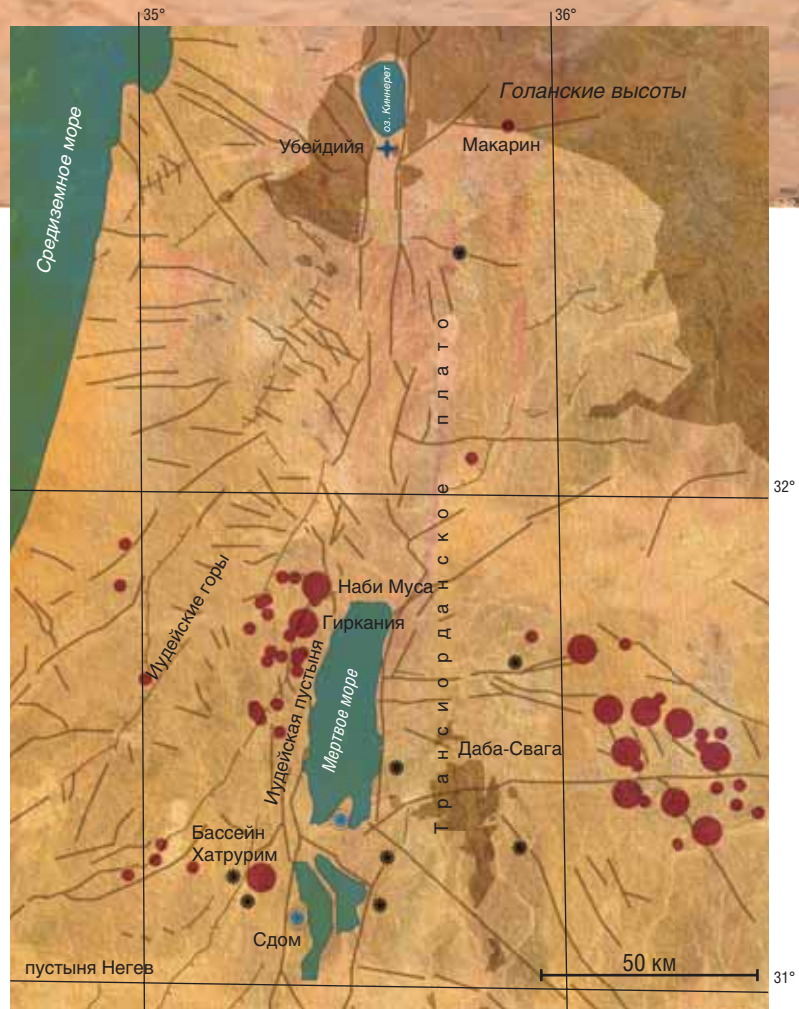 35°
36°
Голанские высоты
оз. Киннерет
Убейдийя
Макарин
Средиземное море
Трансиорданское плато
32°
Наби Муса
Иудейские горы
Гиркания
Иудейская пустыня
Мертвое море
Даба-Свага
Бассейн
Хатрурим
Сдом
50 км
пустыня Негев
31°